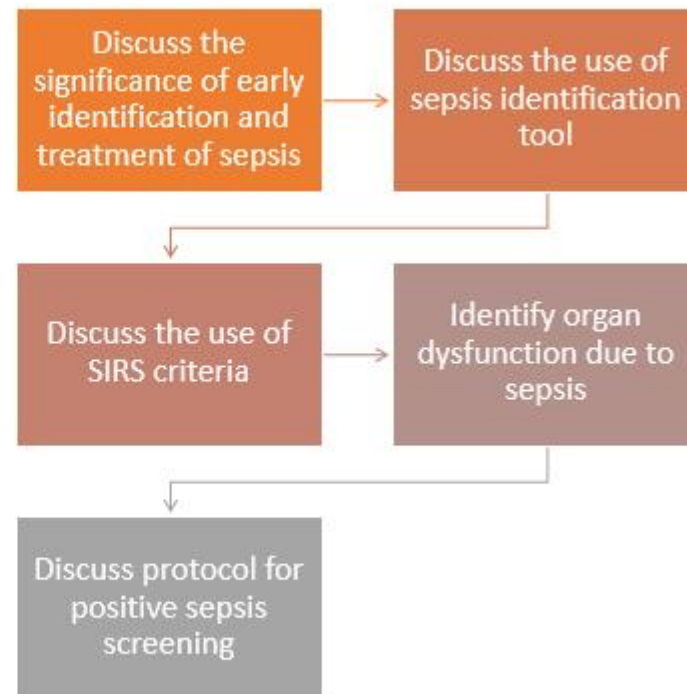 Discuss the
significance of early
identification and
treatment of sepsis
Discuss the use of
sepsis identification
tool
Discuss the use of
SIRS criteria
Identify organ
dysfunction due to
sepsis
Discuss protocol for
positive sepsis
screening